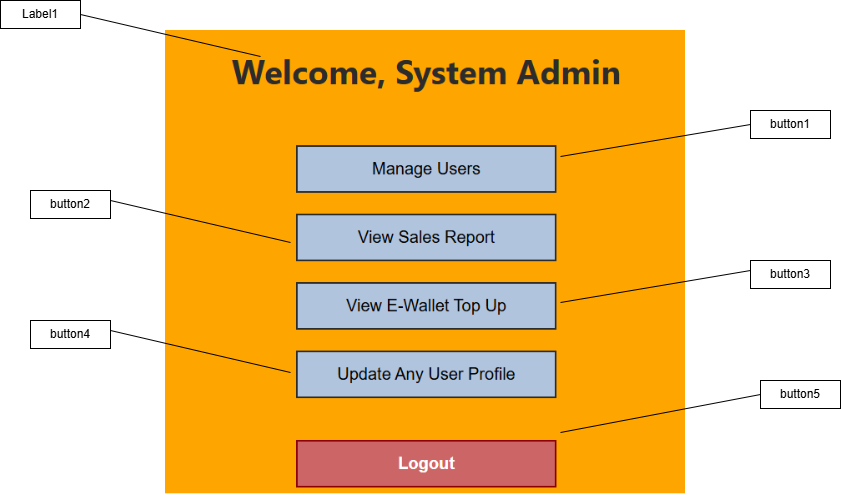 Label1
Welcome, System Admin
button1
Manage Users
button2
View Sales Report
button3
View E-Wallet Top Up
button4
Update Any User Profile
button5
Logout